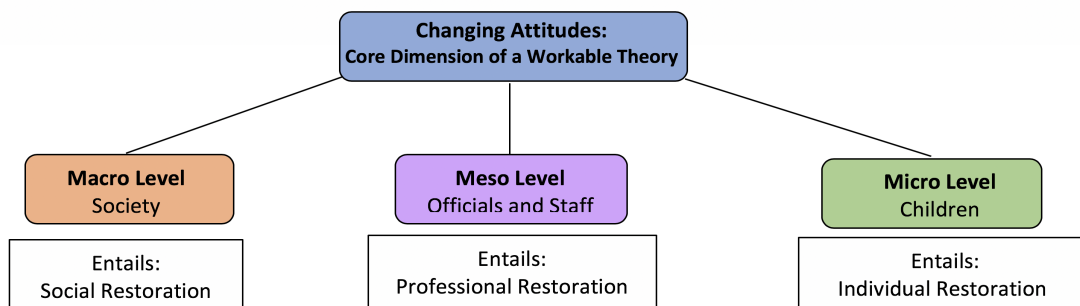 Changing Attitudes:
Core Dimension of a Workable Theory
Macro Level
Society
Entails:
Social Restoration
Meso Level
Officials and Staff
Entails:
Professional Restoration
Micro Level
Children
Entails:
Individual Restoration